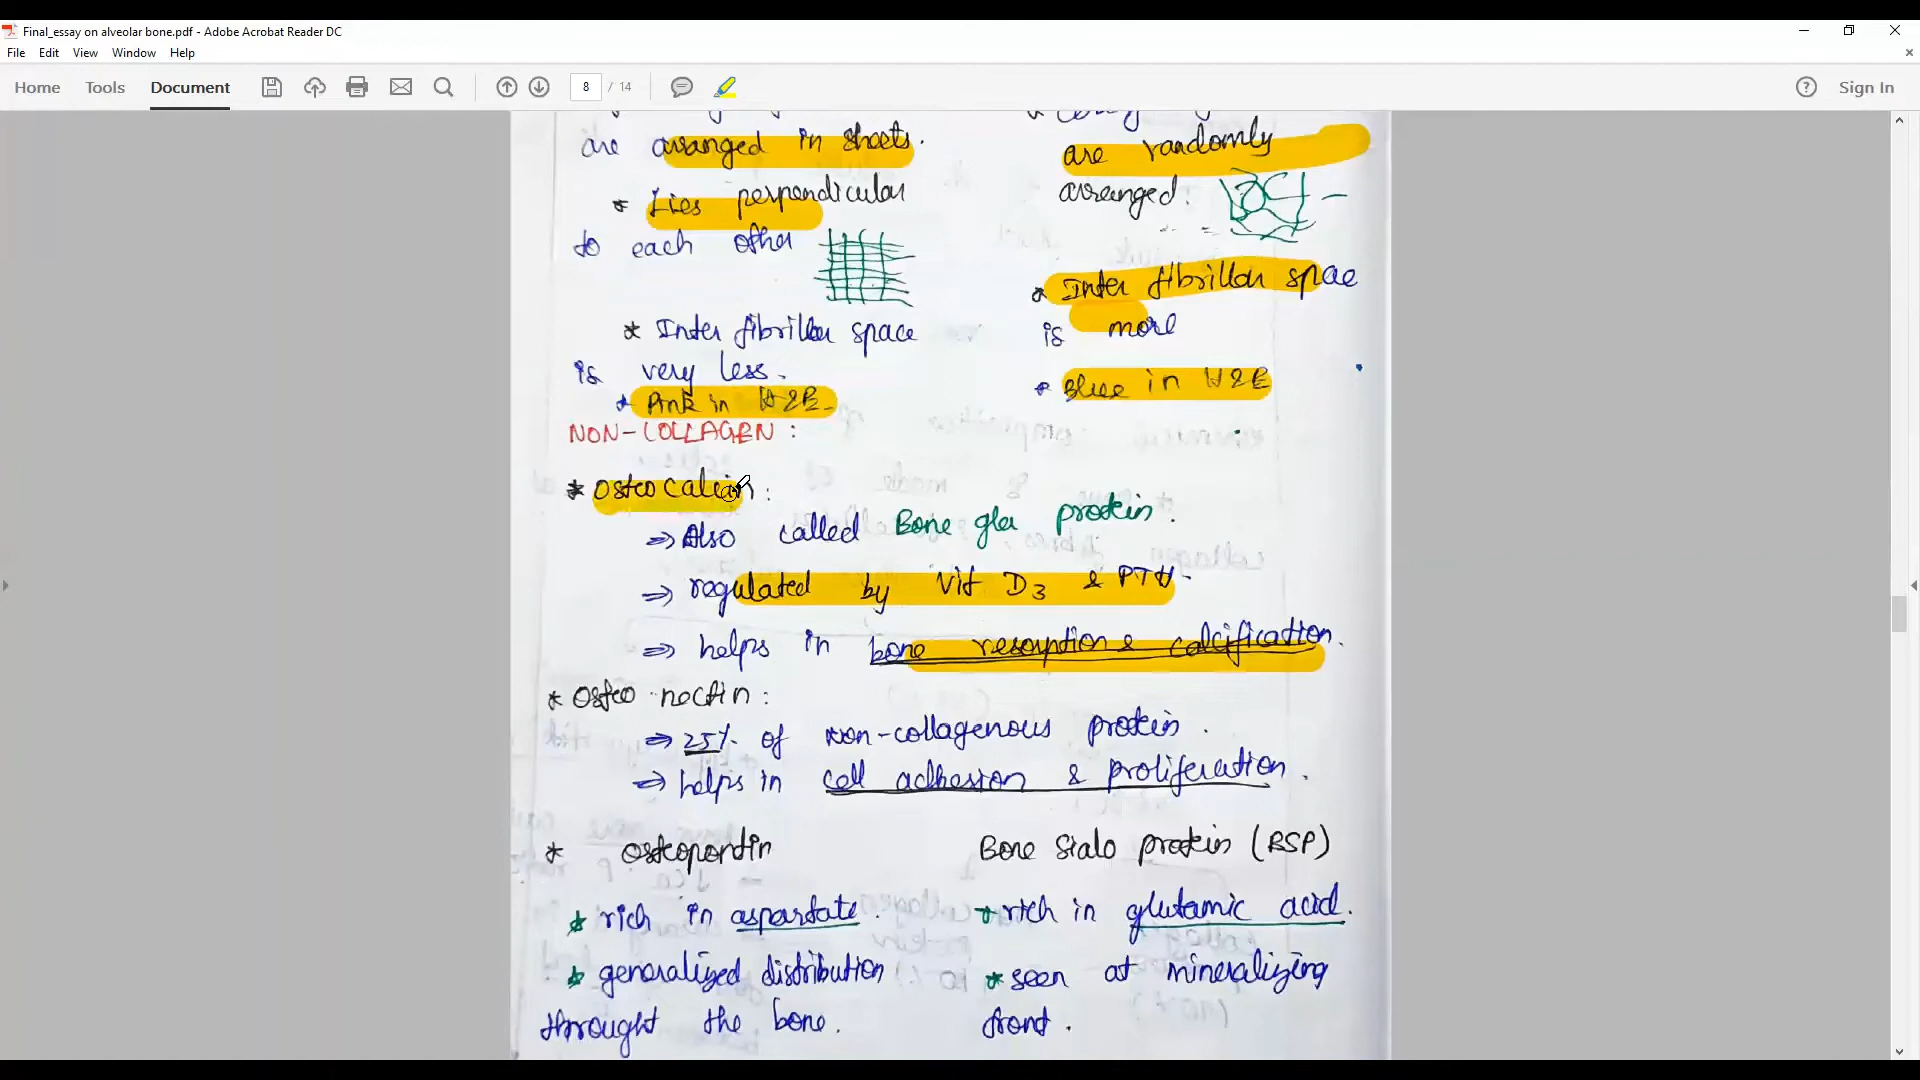 Final_essay on alveolar bone.pdf - Adobe Acrobat Reader DC
File Edit View Window Help
Home Tools Document 8 / 14 Sign In
are arranged in sheets.
* Lies perpendicular
to each other
* Inter fibrillar space
is very less.
* Pink in H&E.
are randomly
arranged.
* Inter fibrillar space
is more
* Blue in H&E
NON-COLLAGEN :
* Osteocalcin :
⇒ Also called Bone gla protein.
⇒ regulated by Vit D3 & PTH.
⇒ helps in bone resorption & calcification.
* Osteo nectin :
⇒ 25% of Non-collagenous protein.
⇒ helps in cell adhesion & proliferation.
* Osteopontin
* rich in aspartate.
* generalized distribution
throught the bone.
Bone Sialo protein (BSP)
* rich in glutamic acid.
* seen at mineralizing
front.